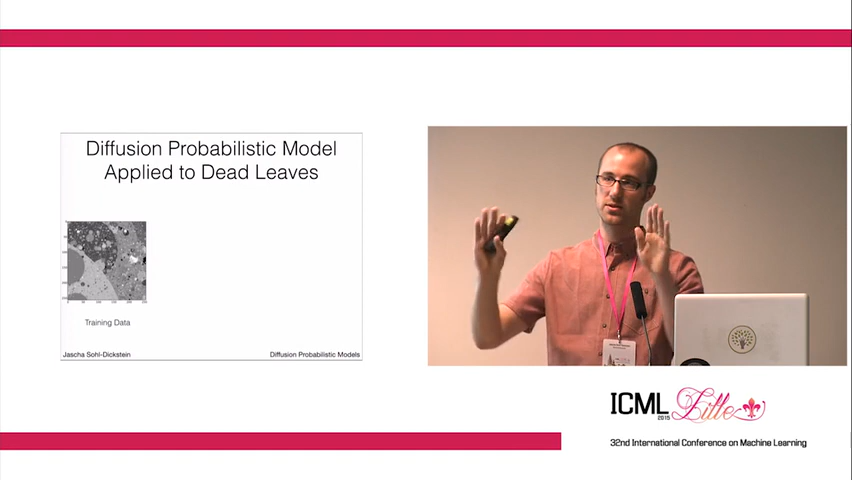 Diffusion Probabilistic Model
Applied to Dead Leaves
Training Data
Jascha Sohl-Dickstein
Diffusion Probabilistic Models
ICML
2015
Lille
32nd International Conference on Machine Learning